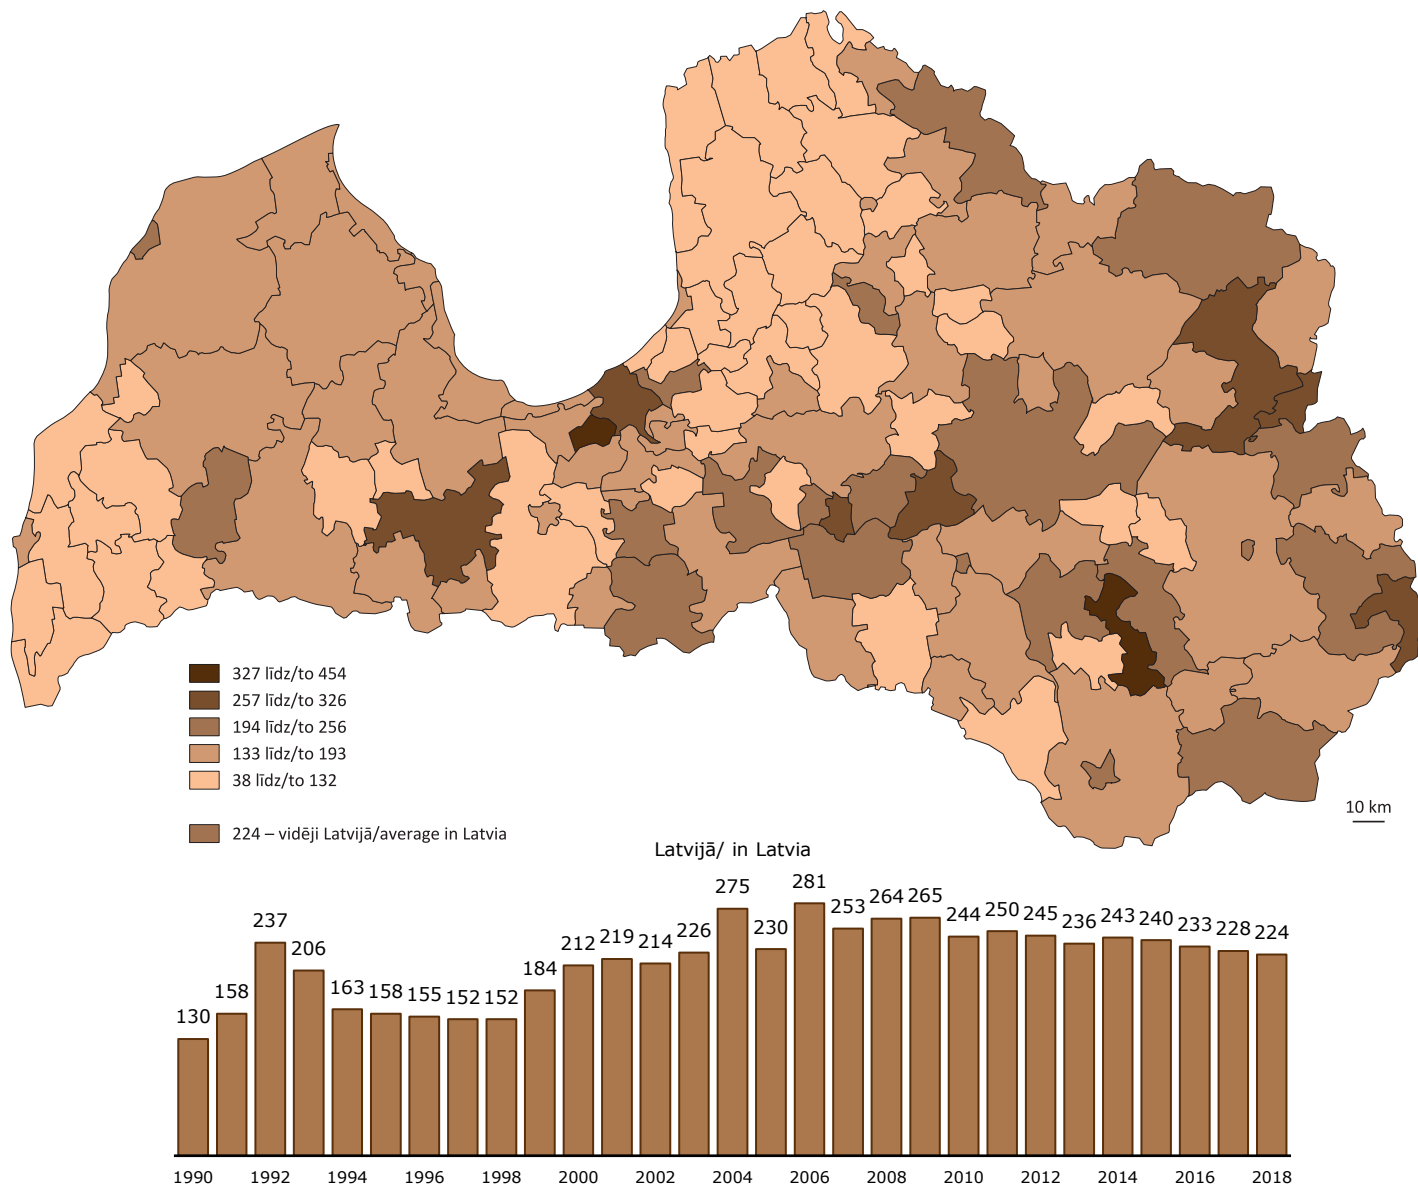 327 līdz/to 454
257 līdz/to 326
194 līdz/to 256
133 līdz/to 193
38 līdz/to 132
224 – vidēji Latvijā/average in Latvia
10 km
Latvijā/ in Latvia
130 158 237 206 163 158 155 152 152 184 212 219 214 226 275 230 281 253 264 265 244 250 245 236 243 240 233 228 224
1990 1992 1994 1996 1998 2000 2002 2004 2006 2008 2010 2012 2014 2016 2018